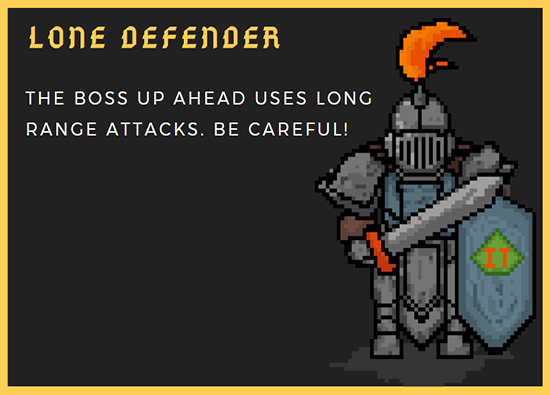 LONE DEFENDER
THE BOSS UP AHEAD USES LONG
RANGE ATTACKS. BE CAREFUL!
IT